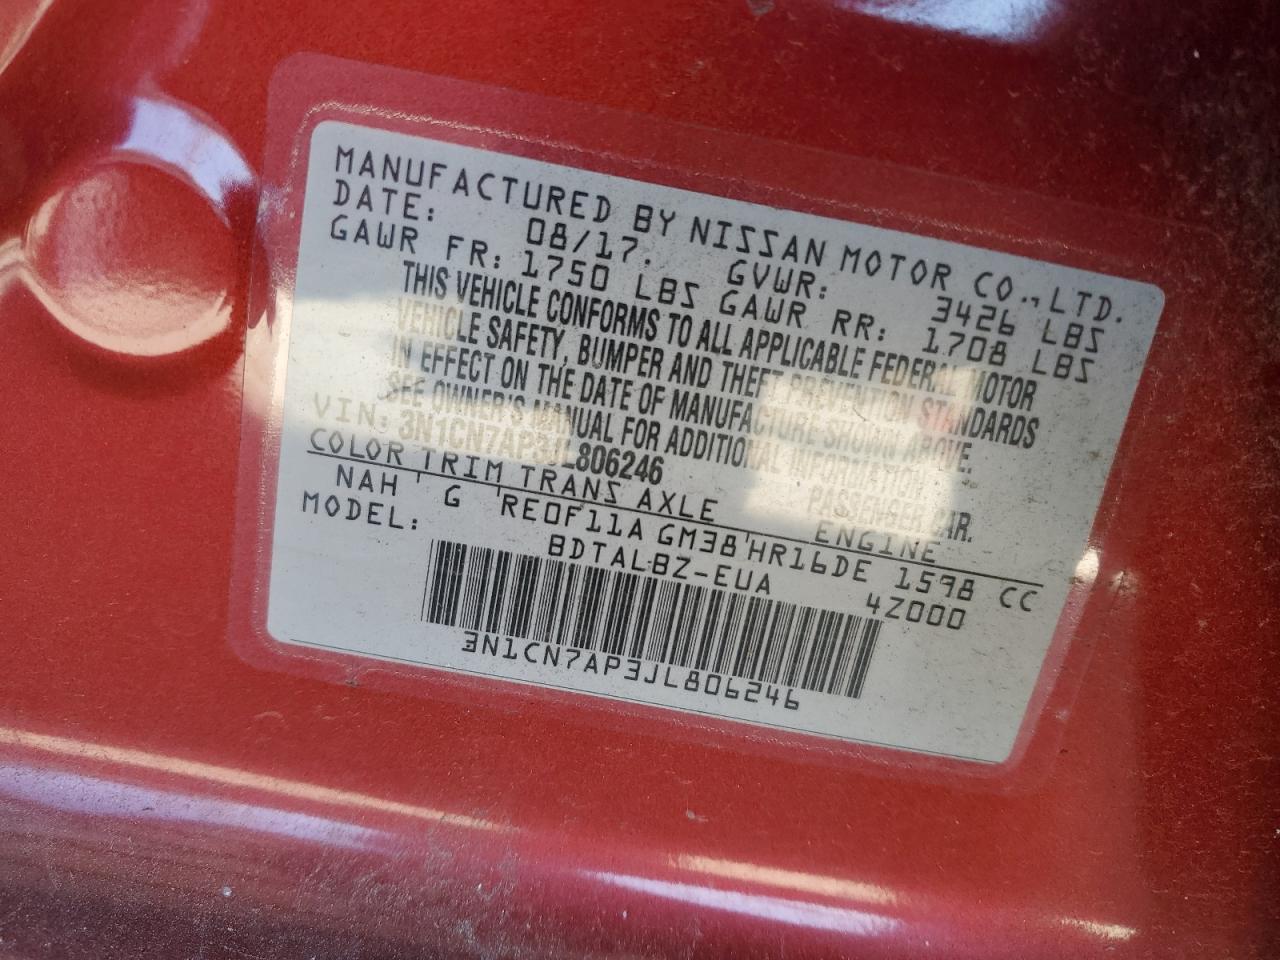 MANUFACTURED BY NISSAN MOTOR CO., LTD.
DATE: 08/17. GVWR: 3426 LBS
GAWR FR: 1750 LBS GAWR RR: 1708 LBS
THIS VEHICLE CONFORMS TO ALL APPLICABLE FEDERAL MOTOR
VEHICLE SAFETY, BUMPER AND THEFT PREVENTION STANDARDS
IN EFFECT ON THE DATE OF MANUFACTURE SHOWN ABOVE.
SEE OWNER'S MANUAL FOR ADDITIONAL INFORMATION.
VIN: 3N1CN7AP3JL806246 PASSENGER CAR.
COLOR TRIM TRANS AXLE ENGINE
NAH G RE0F11A GM38 HR16DE 1598 CC
MODEL: BDTALBZ-EUA 4Z000
3N1CN7AP3JL806246